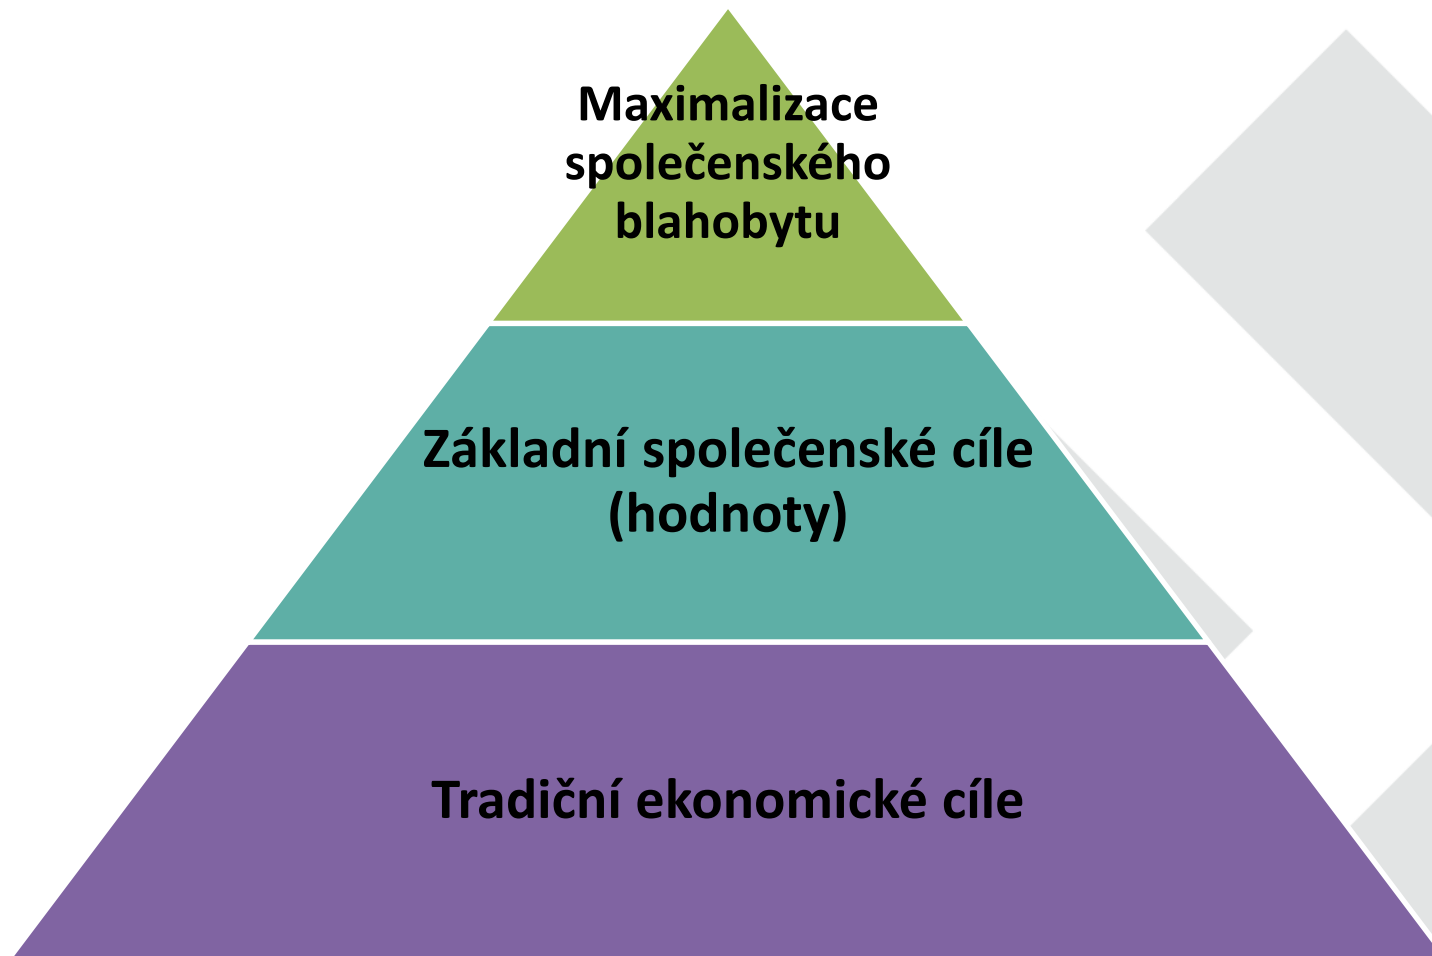 Maximalizace
společenského
blahobytu
Základní společenské cíle
(hodnoty)
Tradiční ekonomické cíle